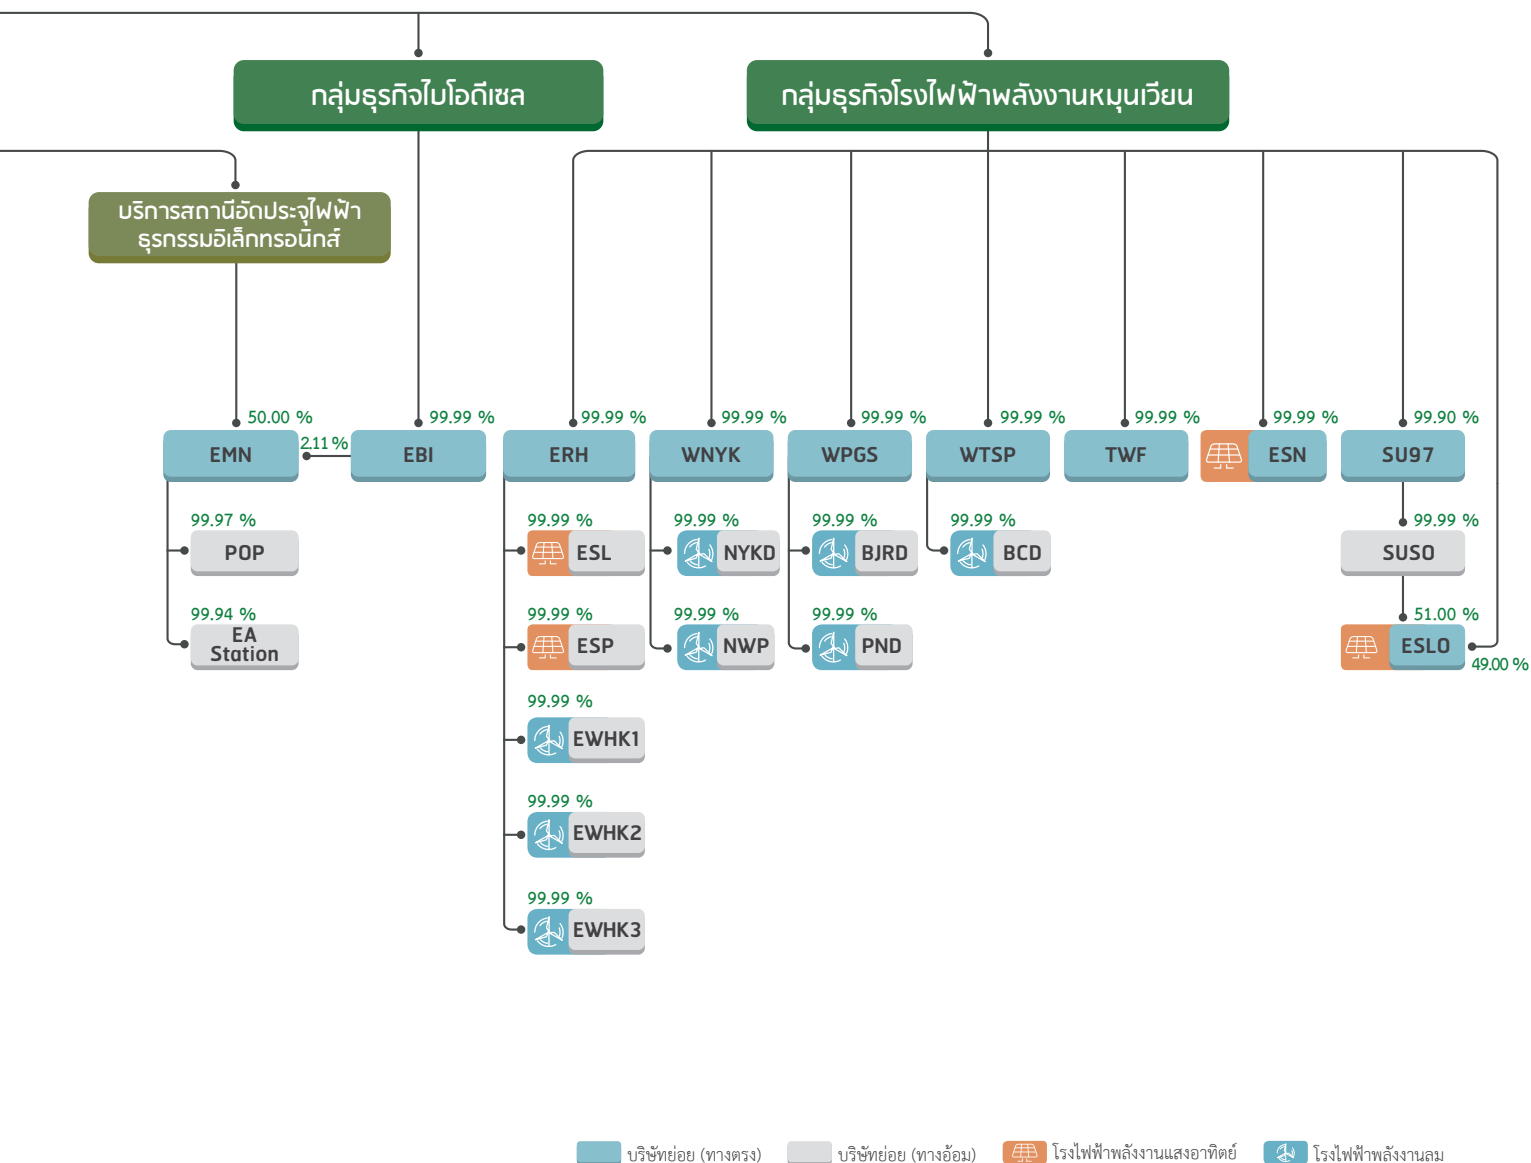 กลุ่มธุรกิจไบโอดีเซล
กลุ่มธุรกิจโรงไฟฟ้าพลังงานหมุนเวียน
บริการสถานีอัดประจุไฟฟ้า
ธุรกรรมอิเล็กทรอนิกส์
50.00 %
99.99 %
99.99 %
99.99 %
99.99 %
99.99 %
99.99 %
99.99 %
99.90 %
EMN
2.11 %
EBI
ERH
WNYK
WPGS
WTSP
TWF
ESN
SU97
99.97 %
99.99 %
99.99 %
99.99 %
99.99 %
99.99 %
POP
ESL
NYKD
BJRD
BCD
SUSO
99.94 %
99.99 %
99.99 %
99.99 %
51.00 %
EA
Station
ESP
NWP
PND
ESLO
49.00 %
99.99 %
EWHK1
99.99 %
EWHK2
99.99 %
EWHK3
บริษัทย่อย (ทางตรง)
บริษัทย่อย (ทางอ้อม)
โรงไฟฟ้าพลังงานแสงอาทิตย์
โรงไฟฟ้าพลังงานลม